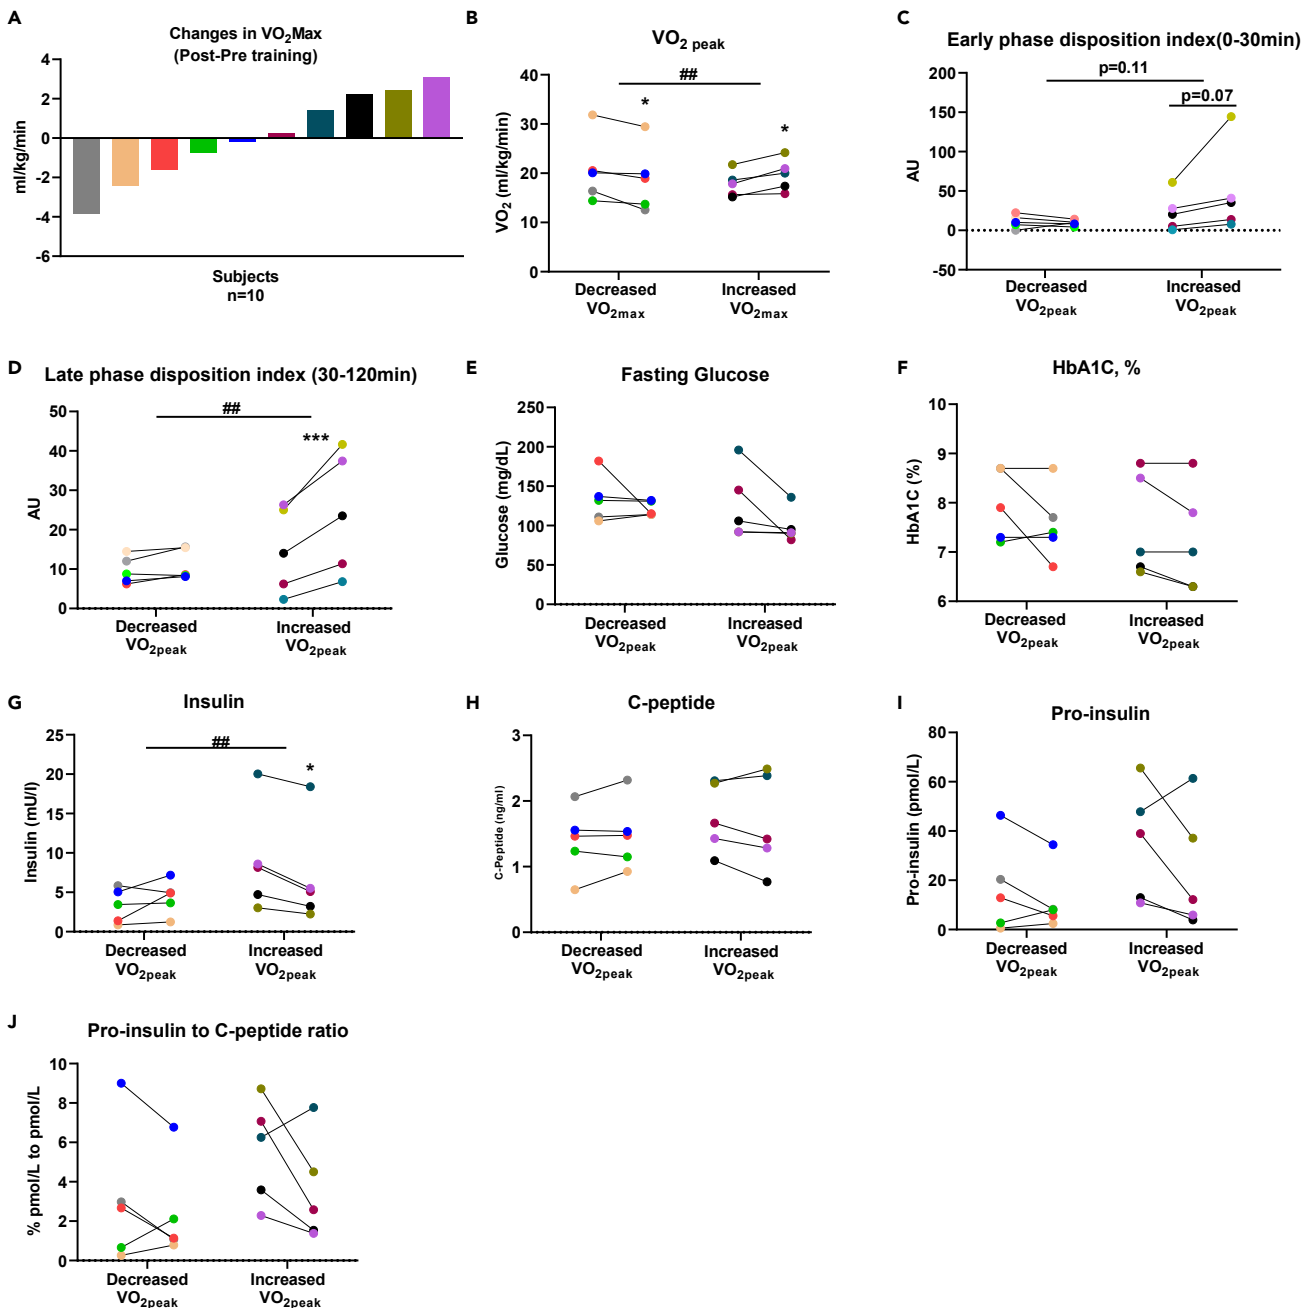 A
Changes in VO2Max
(Post-Pre training)
ml/kg/min
4
2
0
-2
-4
-6
Subjects
n=10
B
VO2 peak
VO2 (ml/kg/min)
40
30
20
10
0
##
*
*
Decreased
VO2max
Increased
VO2max
C
Early phase disposition index(0-30min)
AU
200
150
100
50
0
-50
p=0.11
p=0.07
Decreased
VO2peak
Increased
VO2peak
D
Late phase disposition index (30-120min)
AU
50
40
30
20
10
0
##
***
Decreased
VO2peak
Increased
VO2peak
E
Fasting Glucose
Glucose (mg/dL)
250
200
150
100
50
0
Decreased
VO2peak
Increased
VO2peak
F
HbA1C, %
HbA1C (%)
10
9
8
7
6
Decreased
VO2peak
Increased
VO2peak
G
Insulin
Insulin (mU/l)
25
20
15
10
5
0
##
*
Decreased
VO2peak
Increased
VO2peak
H
C-peptide
C-Peptide (ng/ml)
3
2
1
0
Decreased
VO2peak
Increased
VO2peak
I
Pro-insulin
Pro-insulin (pmol/L)
80
60
40
20
0
Decreased
VO2peak
Increased
VO2peak
J
Pro-insulin to C-peptide ratio
% pmol/L to pmol/L
10
8
6
4
2
0
Decreased
VO2peak
Increased
VO2peak